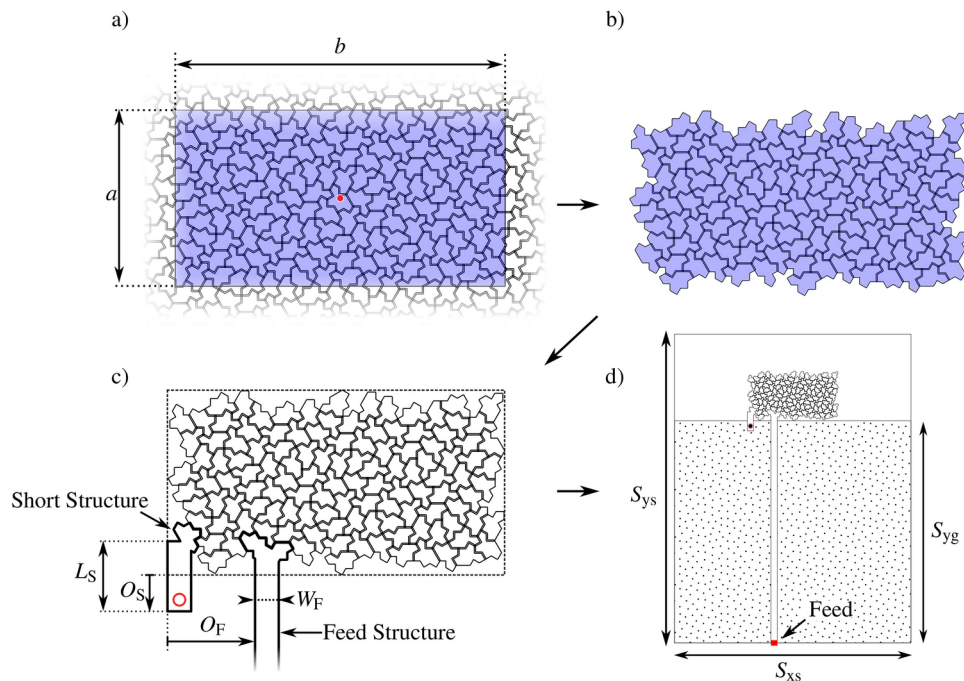 a)
b
a
b)
c)
Short Structure
L_S
O_S
O_F
W_F
Feed Structure
d)
S_ys
S_yg
Feed
S_xs